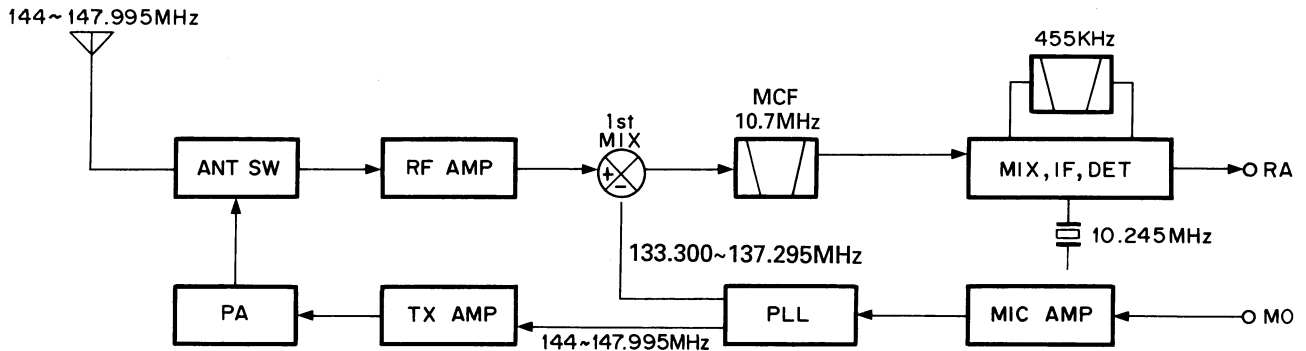 144~147.995MHz
455KHz
MCF
10.7MHz
1st
MIX
ANT SW
RF AMP
+
-
MIX, IF, DET
RA
10.245MHz
133.300~137.295MHz
PA
TX AMP
PLL
MIC AMP
MO
144~147.995MHz